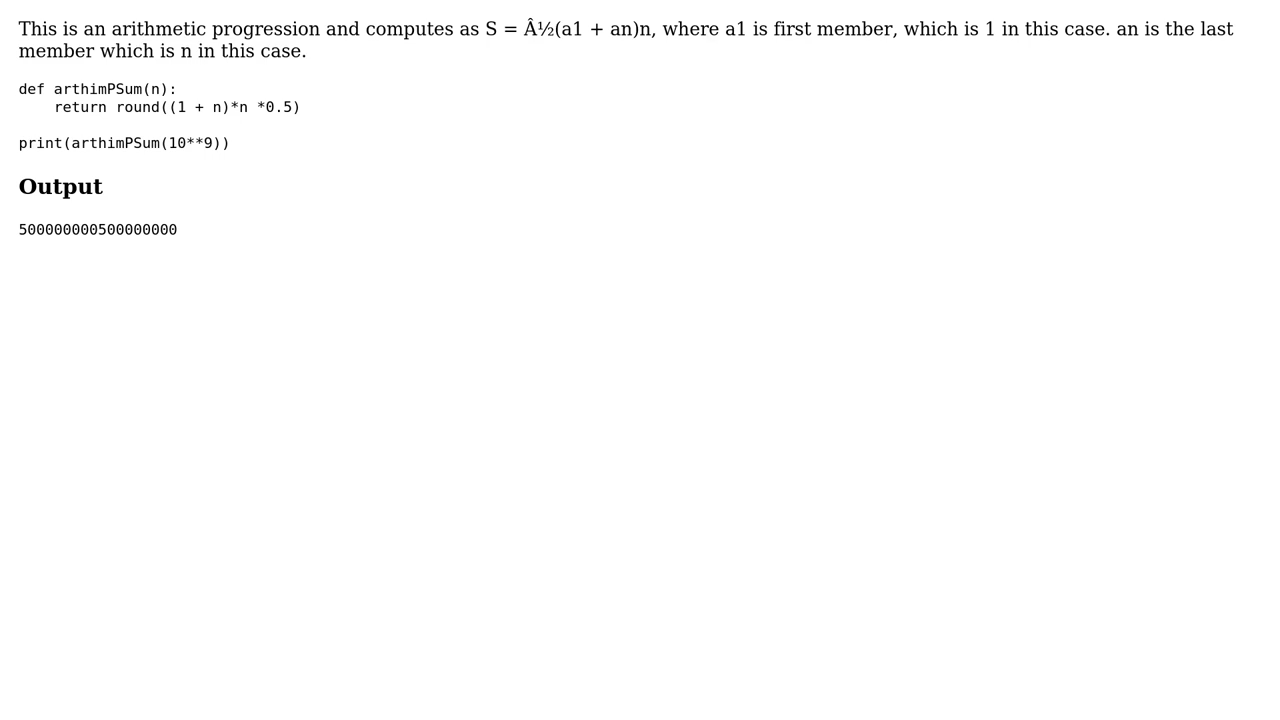 This is an arithmetic progression and computes as S = Â½(a1 + an)n, where a1 is first member, which is 1 in this case. an is the last
member which is n in this case.
def arthimPSum(n):
    return round((1 + n)*n *0.5)
print(arthimPSum(10**9))
Output
500000000500000000